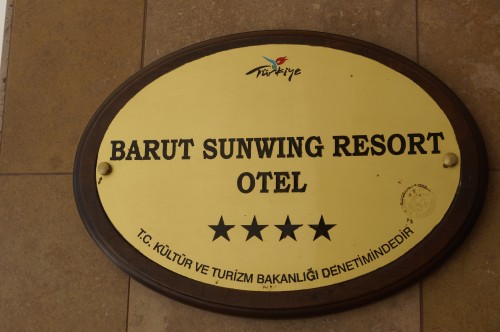 Türkiye
BARUT SUNWING RESORT
OTEL
T.C. KÜLTÜR VE TURİZM BAKANLIĞI DENETİMİNDEDİR